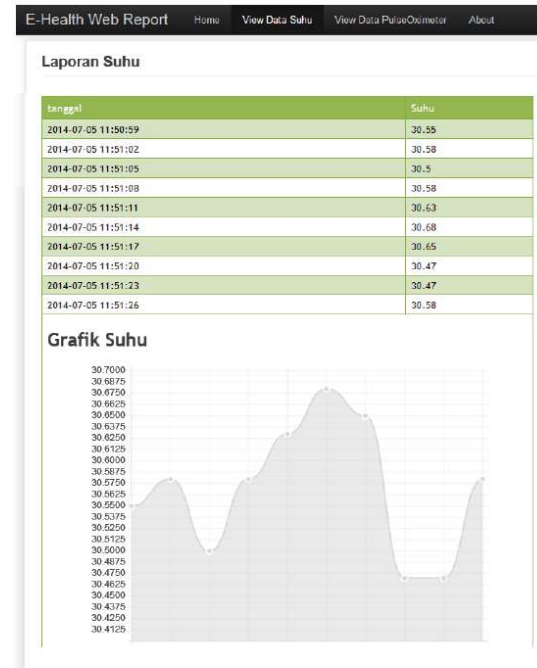 E-Health Web Report Home View Data Suhu View Data PulseOximeter About
Laporan Suhu
tanggal Suhu
2014-07-05 11:50:59 30.55
2014-07-05 11:51:02 30.58
2014-07-05 11:51:05 30.5
2014-07-05 11:51:08 30.58
2014-07-05 11:51:11 30.63
2014-07-05 11:51:14 30.68
2014-07-05 11:51:17 30.65
2014-07-05 11:51:20 30.47
2014-07-05 11:51:23 30.47
2014-07-05 11:51:26 30.58
Grafik Suhu
30.7000
30.6875
30.6750
30.6625
30.6500
30.6375
30.6250
30.6125
30.6000
30.5875
30.5750
30.5625
30.5500
30.5375
30.5250
30.5125
30.5000
30.4875
30.4750
30.4625
30.4500
30.4375
30.4250
30.4125